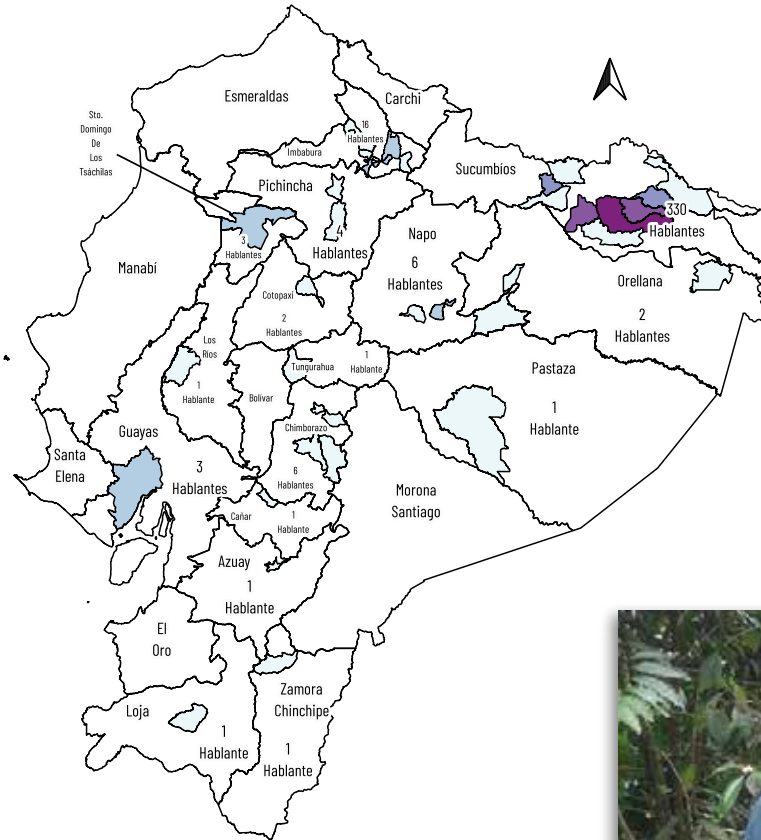 Esmeraldas
Carchi
Sto.
Domingo
De
Los
Tsáchilas
16
Hablantes
Imbabura
Sucumbíos
Pichincha
330
Hablantes
4
Hablantes
3
Hablantes
Napo
6
Hablantes
Manabí
Orellana
2
Hablantes
Cotopaxi
2
Hablantes
Los
Ríos
1
Hablante
Tungurahua
1
Hablante
Bolívar
Pastaza
1
Hablante
Chimborazo
6
Hablantes
Guayas
3
Hablantes
Santa
Elena
Morona
Santiago
Cañar
1
Hablante
Azuay
1
Hablante
El
Oro
Zamora
Chinchipe
1
Hablante
Loja
1
Hablante